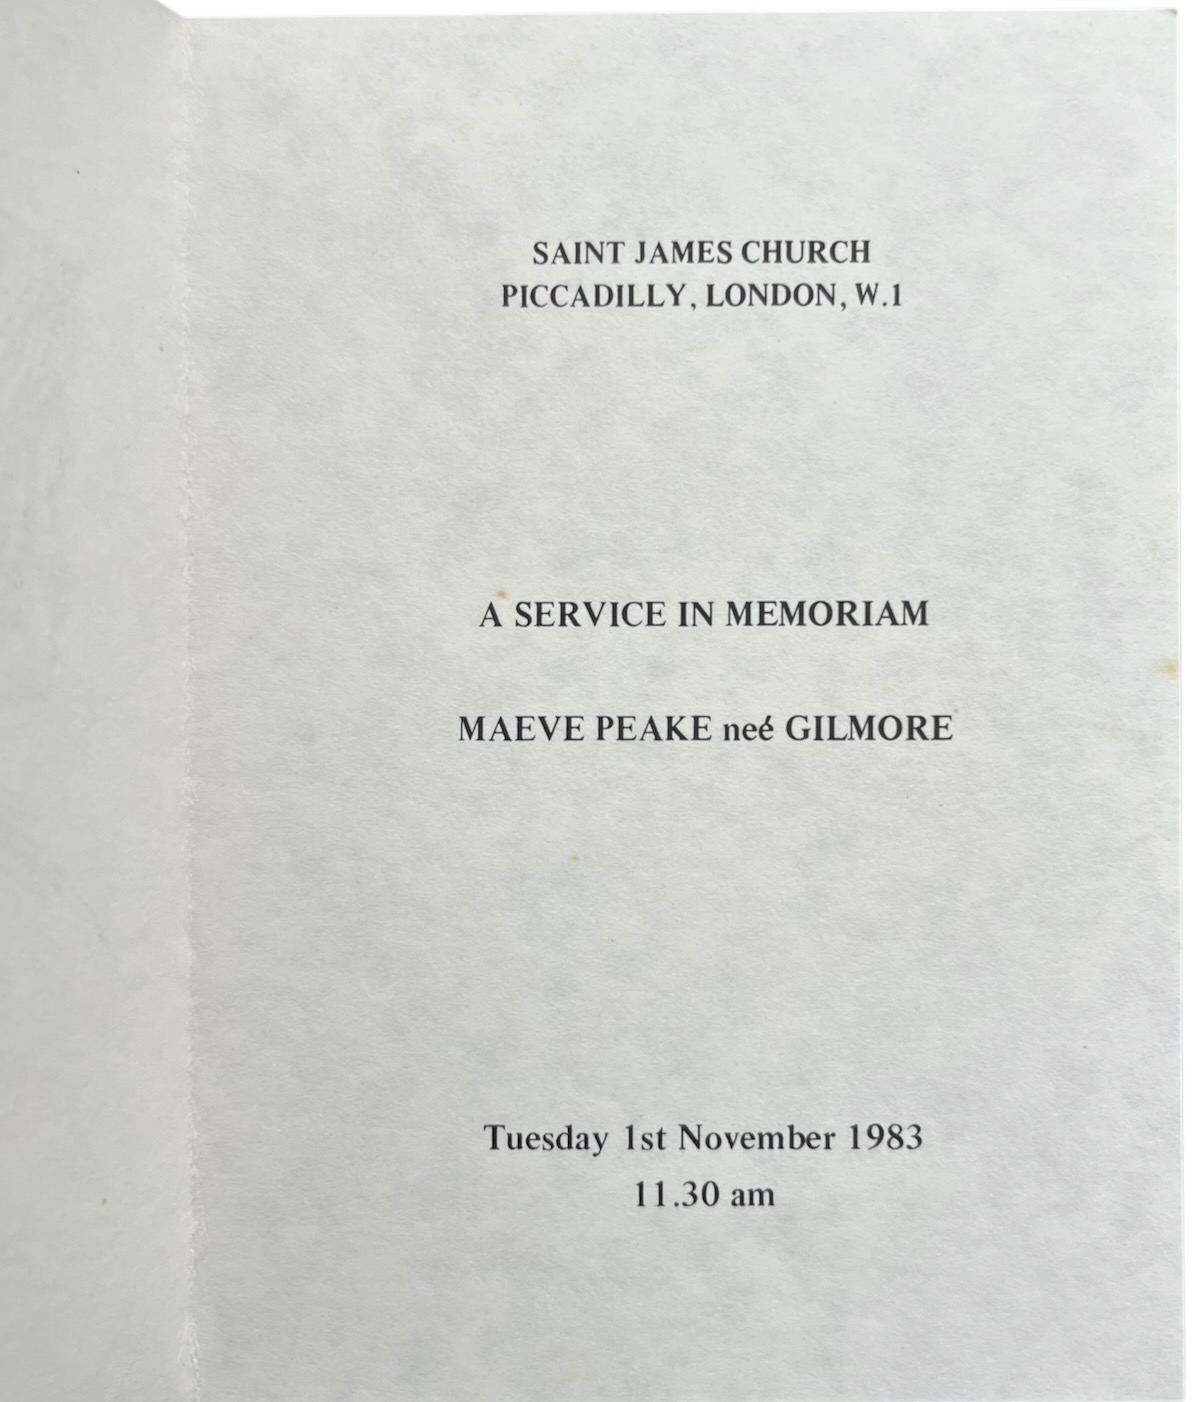 SAINT JAMES CHURCH
PICCADILLY, LONDON, W.1
A SERVICE IN MEMORIAM
MAEVE PEAKE neé GILMORE
Tuesday 1st November 1983
11.30 am